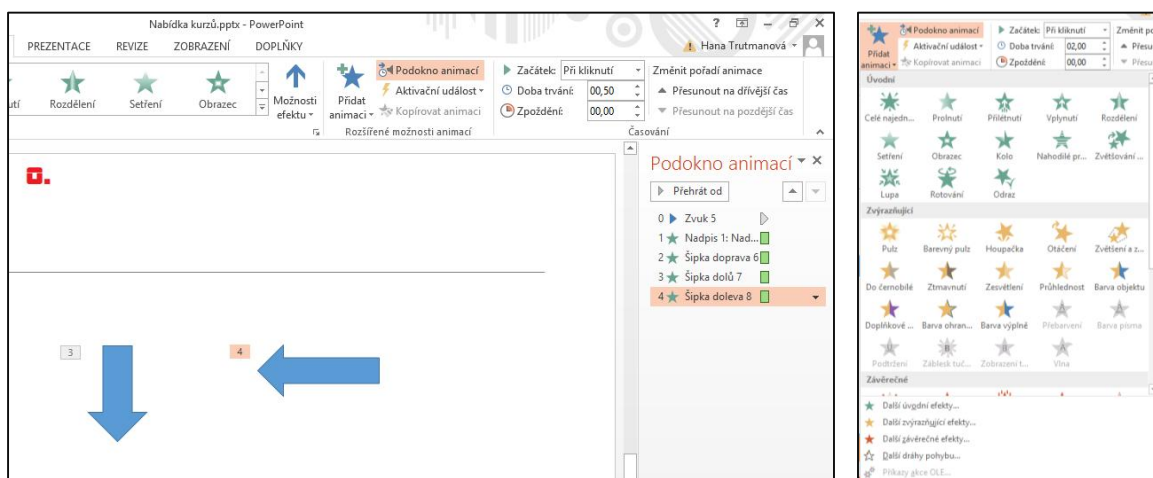 Nabídka kurzů.pptx - PowerPoint
PREZENTACE REVIZE ZOBRAZENÍ DOPLŇKY
Hana Trutmanová
utí Rozdělení Setření Obrazec
Možnosti efektu
Přidat animaci
Podokno animací
Aktivační událost
Kopírovat animaci
Rozšířené možnosti animací
Začátek: Při kliknutí
Doba trvání: 00,50
Zpoždění: 00,00
Změnit pořadí animace
Přesunout na dřívější čas
Přesunout na pozdější čas
Časování
Podokno animací
Přehrát od
0 Zvuk 5
1 Nadpis 1: Nad...
2 Šipka doprava 6
3 Šipka dolů 7
4 Šipka doleva 8
3
4
Přidat animaci
Podokno animací
Aktivační událost
Kopírovat animaci
Začátek: Při kliknutí
Doba trvání: 02,00
Zpoždění: 00,00
Změnit po
Přesu
Přesu
Úvodní
Celé najedn... Prolnutí Přilétnutí Vplynutí Rozdělení
Setření Obrazec Kolo Nahodilé pr... Zvětšování ...
Lupa Rotování Odraz
Zvýrazňující
Pulz Barevný pulz Houpačka Otáčení Zvětšení a z...
Do černobílé Ztmavnutí Zesvětlení Průhlednost Barva objektu
Doplňkové ... Barva ohran... Barva výplně Přebarvení Barva písma
Podtržení Záblesk tuč... Zobrazení t... Vlna
Závěrečné
Další úvodní efekty...
Další zvýrazňující efekty...
Další závěrečné efekty...
Další dráhy pohybu...
Příkazy akce OLE...